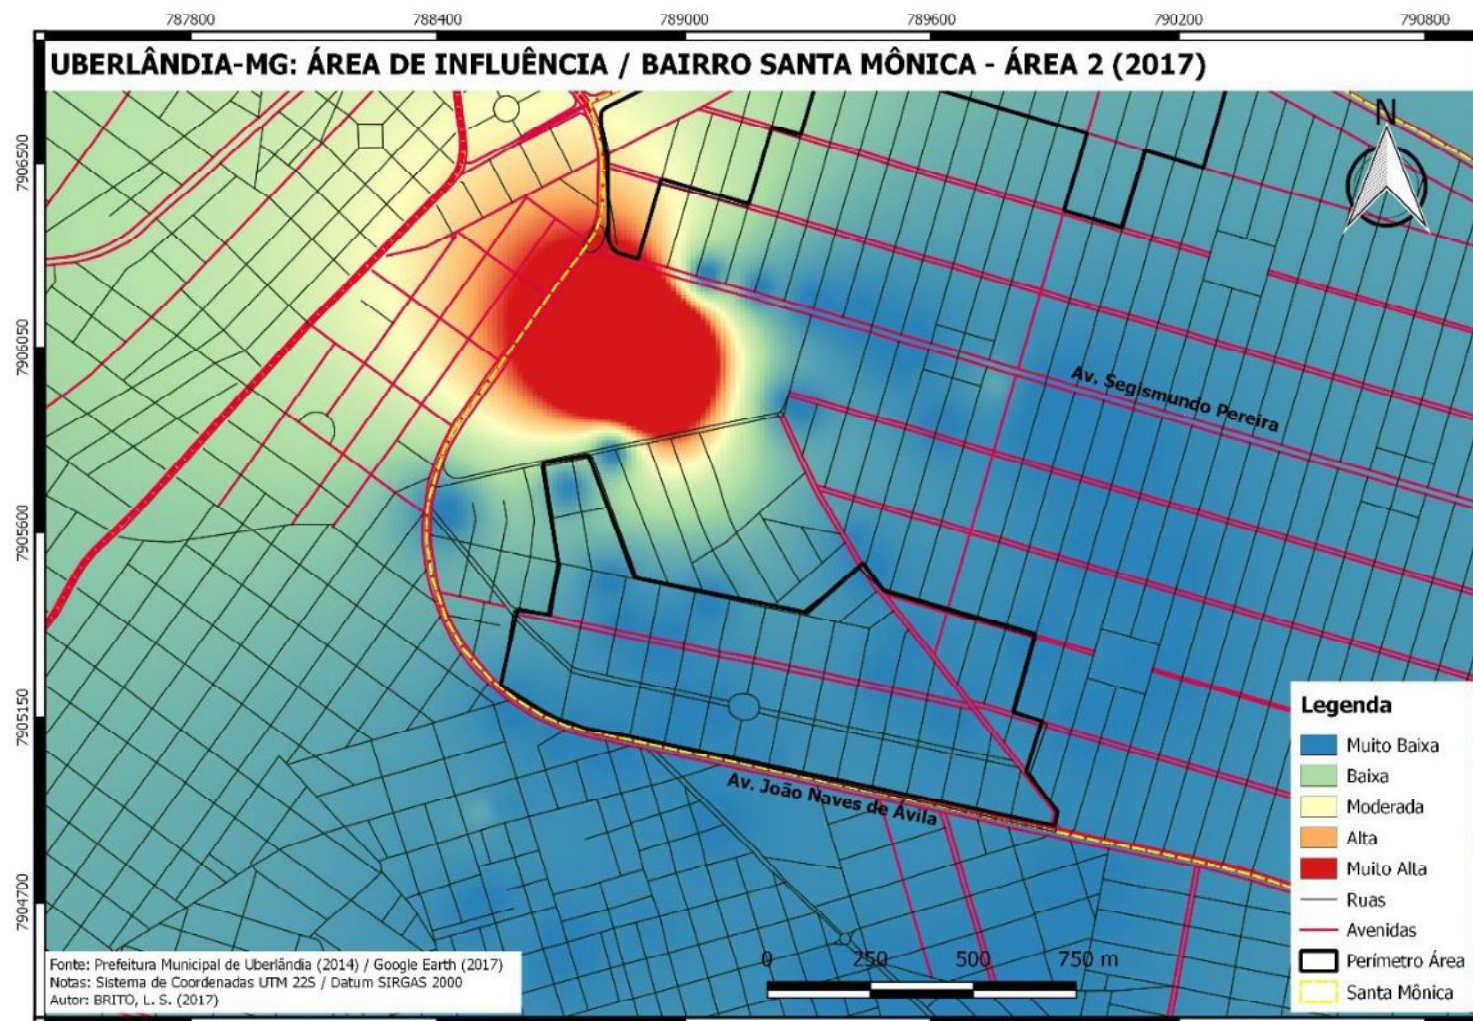 787800 788400 789000 789600 790200 790800
UBERLÂNDIA-MG: ÁREA DE INFLUÊNCIA / BAIRRO SANTA MÔNICA - ÁREA 2 (2017)
N
7906500
7906050
Av. Segismundo Pereira
7905600
7905150
Av. João Naves de Ávila
7904700
Legenda
Muito Baixa
Baixa
Moderada
Alta
Muito Alta
Ruas
Avenidas
Perímetro Área
Santa Mônica
0 250 500 750 m
Fonte: Prefeitura Municipal de Uberlândia (2014) / Google Earth (2017)
Notas: Sistema de Coordenadas UTM 22S / Datum SIRGAS 2000
Autor: BRITO, L. S. (2017)